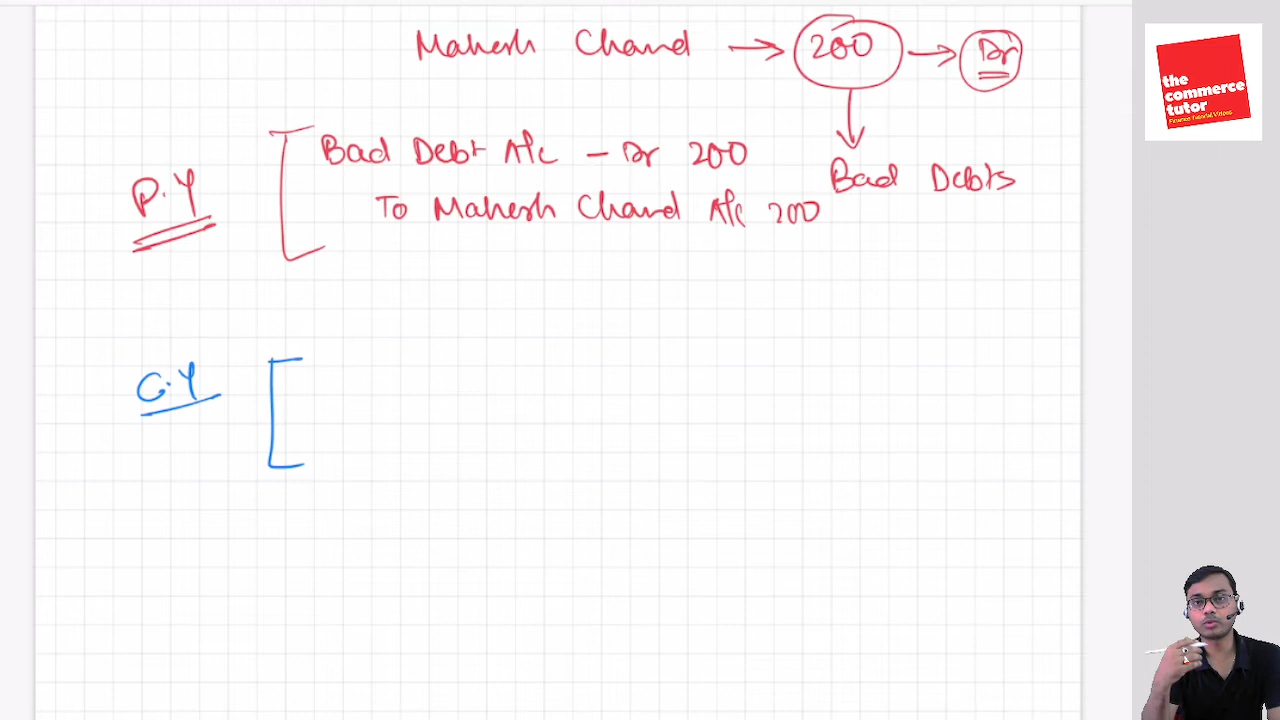 Mahesh Chand → 200 → Dr
Bad Debts
P.Y
Bad Debt A/c - Dr 200
To Mahesh Chand A/c 200
C.Y
the
commerce
tutor